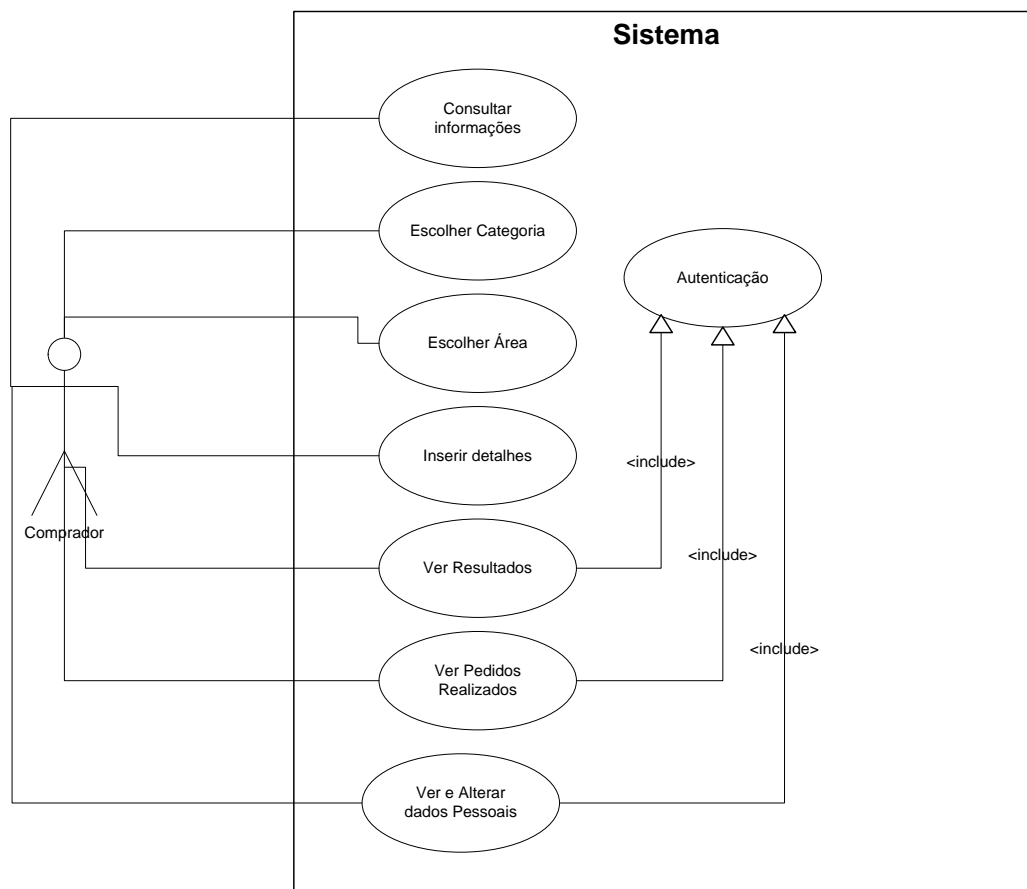 Sistema
Consultar
informações
Escolher Categoria
Autenticação
Escolher Área
Inserir detalhes
<include>
Comprador
Ver Resultados
<include>
Ver Pedidos
Realizados
<include>
Ver e Alterar
dados Pessoais